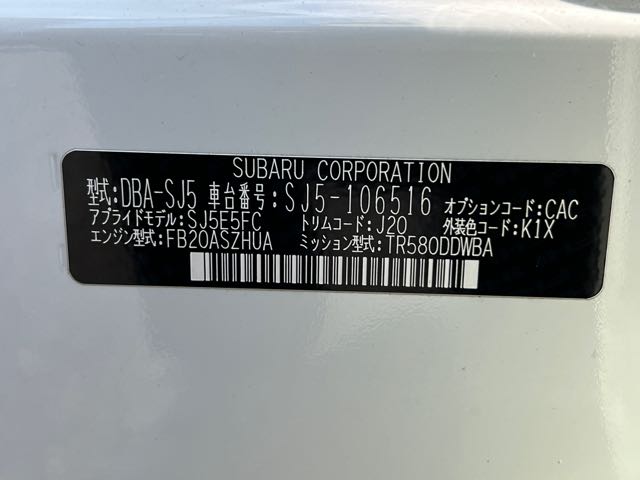 SUBARU CORPORATION
型式:DBA-SJ5 車台番号:SJ5-106516 オプションコード:CAC
アプライドモデル:SJ5E5FC トリムコード:J20 外装色コード:K1X
エンジン型式:FB20ASZHUA ミッション型式:TR580DDWBA